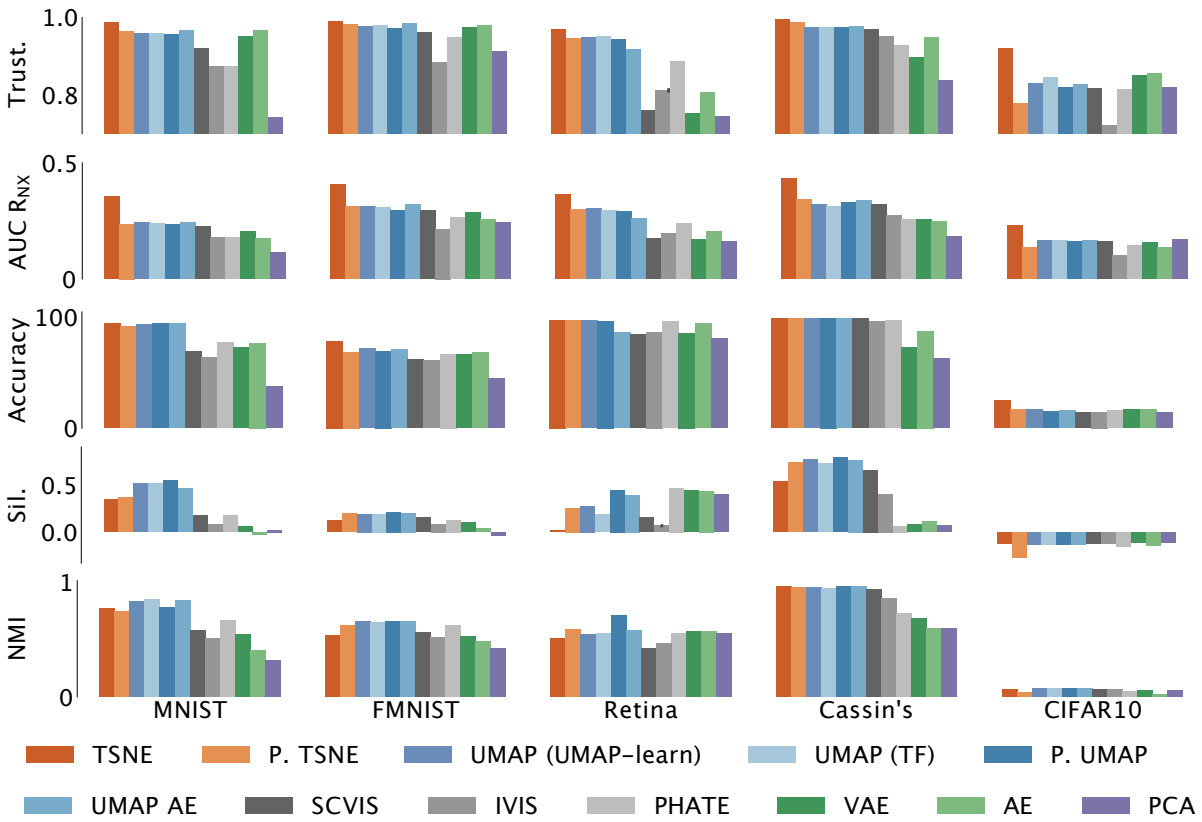 1.0
Trust.
0.8
0.5
AUC R_NX
0
100
Accuracy
0
0.5
Sil.
0.0
1
NMI
0
MNIST FMNIST Retina Cassin's CIFAR10
TSNE P. TSNE UMAP (UMAP-learn) UMAP (TF) P. UMAP
UMAP AE SCVIS IVIS PHATE VAE AE PCA